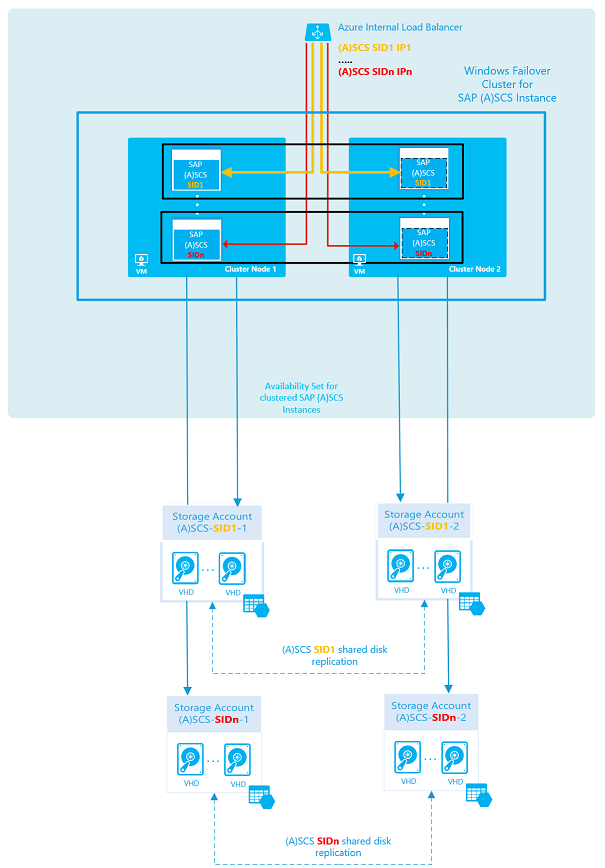 Azure Internal Load Balancer
(A)SCS SID1 IP1
.....
(A)SCS SIDn IPn
Windows Failover
Cluster for
SAP (A)SCS Instance
SAP
(A)SCS
SID1
SAP
(A)SCS
SID1
SAP
(A)SCS
SIDn
SAP
(A)SCS
SIDn
VM
Cluster Node 1
VM
Cluster Node 2
Availability Set for
clustered SAP (A)SCS
Instances
Storage Account
(A)SCS-SID1-1
VHD
...
VHD
Storage Account
(A)SCS-SID1-2
VHD
...
VHD
(A)SCS SID1 shared disk
replication
Storage Account
(A)SCS-SIDn-1
VHD
...
VHD
Storage Account
(A)SCS-SIDn-2
VHD
...
VHD
(A)SCS SIDn shared disk
replication